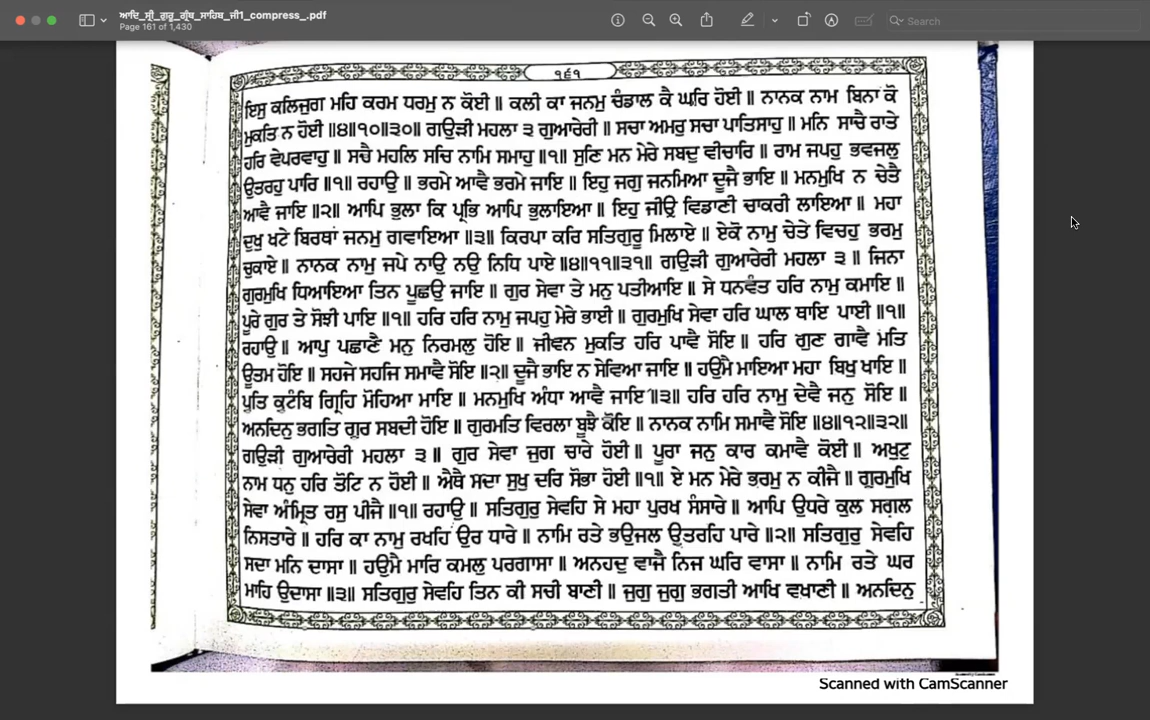 ਆਦਿ_ਸ੍ਰੀ_ਗੁਰੂ_ਗ੍ਰੰਥ_ਸਾਹਿਬ_ਜੀ1_compress_.pdf
Page 161 of 1,430
Search
੧੬੧
ਇਸੁ ਕਲਿਜੁਗ ਮਹਿ ਕਰਮ ਧਰਮੁ ਨ ਕੋਈ ॥ ਕਲੀ ਕਾ ਜਨਮੁ ਚੰਡਾਲ ਕੈ ਘਰਿ ਹੋਈ ॥ ਨਾਨਕ ਨਾਮ ਬਿਨਾ ਕੋ
ਮੁਕਤਿ ਨ ਹੋਈ ॥੪॥੧੦॥੩੦॥ ਗਉੜੀ ਮਹਲਾ ੩ ਗੁਆਰੇਰੀ ॥ ਸਚਾ ਅਮਰੁ ਸਚਾ ਪਾਤਿਸਾਹੁ ॥ ਮਨਿ ਸਾਚੈ ਰਾਤੇ
ਹਰਿ ਵੇਪਰਵਾਹੁ ॥ ਸਚੈ ਮਹਲਿ ਸਚਿ ਨਾਮਿ ਸਮਾਹੁ ॥੧॥ ਸੁਣਿ ਮਨ ਮੇਰੇ ਸਬਦੁ ਵੀਚਾਰਿ ॥ ਰਾਮ ਜਪਹੁ ਭਵਜਲੁ
ਉਤਰਹੁ ਪਾਰਿ ॥੧॥ ਰਹਾਉ ॥ ਭਰਮੇ ਆਵੈ ਭਰਮੇ ਜਾਇ ॥ ਇਹੁ ਜਗੁ ਜਨਮਿਆ ਦੂਜੈ ਭਾਇ ॥ ਮਨਮੁਖਿ ਨ ਚੇਤੈ
ਆਵੈ ਜਾਇ ॥੨॥ ਆਪਿ ਭੁਲਾ ਕਿ ਪ੍ਰਭਿ ਆਪਿ ਭੁਲਾਇਆ ॥ ਇਹੁ ਜੀਉ ਵਿਡਾਣੀ ਚਾਕਰੀ ਲਾਇਆ ॥ ਮਹਾ
ਦੁਖੁ ਖਟੇ ਬਿਰਥਾ ਜਨਮੁ ਗਵਾਇਆ ॥੩॥ ਕਿਰਪਾ ਕਰਿ ਸਤਿਗੁਰੂ ਮਿਲਾਏ ॥ ਏਕੋ ਨਾਮੁ ਚੇਤੇ ਵਿਚਹੁ ਭਰਮੁ
ਚੁਕਾਏ ॥ ਨਾਨਕ ਨਾਮੁ ਜਪੇ ਨਾਉ ਨਉ ਨਿਧਿ ਪਾਏ ॥੪॥੧੧॥੩੧॥ ਗਉੜੀ ਗੁਆਰੇਰੀ ਮਹਲਾ ੩ ॥ ਜਿਨਾ
ਗੁਰਮੁਖਿ ਧਿਆਇਆ ਤਿਨ ਪੂਛਉ ਜਾਇ ॥ ਗੁਰ ਸੇਵਾ ਤੇ ਮਨੁ ਪਤੀਆਇ ॥ ਸੇ ਧਨਵੰਤ ਹਰਿ ਨਾਮੁ ਕਮਾਇ ॥
ਪੂਰੇ ਗੁਰ ਤੇ ਸੋਝੀ ਪਾਇ ॥੧॥ ਹਰਿ ਹਰਿ ਨਾਮੁ ਜਪਹੁ ਮੇਰੇ ਭਾਈ ॥ ਗੁਰਮੁਖਿ ਸੇਵਾ ਹਰਿ ਘਾਲ ਥਾਇ ਪਾਈ ॥੧॥
ਰਹਾਉ ॥ ਆਪੁ ਪਛਾਣੈ ਮਨੁ ਨਿਰਮਲੁ ਹੋਇ ॥ ਜੀਵਨ ਮੁਕਤਿ ਹਰਿ ਪਾਵੈ ਸੋਇ ॥ ਹਰਿ ਗੁਣ ਗਾਵੈ ਮਤਿ
ਊਤਮ ਹੋਇ ॥ ਸਹਜੇ ਸਹਜਿ ਸਮਾਵੈ ਸੋਇ ॥੨॥ ਦੂਜੈ ਭਾਇ ਨ ਸੇਵਿਆ ਜਾਇ ॥ ਹਉਮੈ ਮਾਇਆ ਮਹਾ ਬਿਖੁ ਖਾਇ ॥
ਪੁਤਿ ਕੁਟੰਬਿ ਗ੍ਰਿਹਿ ਮੋਹਿਆ ਮਾਇ ॥ ਮਨਮੁਖਿ ਅੰਧਾ ਆਵੈ ਜਾਇ ॥੩॥ ਹਰਿ ਹਰਿ ਨਾਮੁ ਦੇਵੈ ਜਨੁ ਸੋਇ ॥
ਅਨਦਿਨੁ ਭਗਤਿ ਗੁਰ ਸਬਦੀ ਹੋਇ ॥ ਗੁਰਮਤਿ ਵਿਰਲਾ ਬੂਝੈ ਕੋਇ ॥ ਨਾਨਕ ਨਾਮਿ ਸਮਾਵੈ ਸੋਇ ॥੪॥੧੨॥੩੨॥
ਗਉੜੀ ਗੁਆਰੇਰੀ ਮਹਲਾ ੩ ॥ ਗੁਰ ਸੇਵਾ ਜੁਗ ਚਾਰੇ ਹੋਈ ॥ ਪੂਰਾ ਜਨੁ ਕਾਰ ਕਮਾਵੈ ਕੋਈ ॥ ਅਖੁਟੁ
ਨਾਮ ਧਨੁ ਹਰਿ ਤੋਟਿ ਨ ਹੋਈ ॥ ਐਥੈ ਸਦਾ ਸੁਖੁ ਦਰਿ ਸੋਭਾ ਹੋਈ ॥੧॥ ਏ ਮਨ ਮੇਰੇ ਭਰਮੁ ਨ ਕੀਜੈ ॥ ਗੁਰਮੁਖਿ
ਸੇਵਾ ਅੰਮ੍ਰਿਤ ਰਸੁ ਪੀਜੈ ॥੧॥ ਰਹਾਉ ॥ ਸਤਿਗੁਰੁ ਸੇਵਹਿ ਸੇ ਮਹਾ ਪੁਰਖ ਸੰਸਾਰੇ ॥ ਆਪਿ ਉਧਰੇ ਕੁਲ ਸਗਲ
ਨਿਸਤਾਰੇ ॥ ਹਰਿ ਕਾ ਨਾਮੁ ਰਖਹਿ ਉਰ ਧਾਰੇ ॥ ਨਾਮਿ ਰਤੇ ਭਉਜਲ ਉਤਰਹਿ ਪਾਰੇ ॥੨॥ ਸਤਿਗੁਰੁ ਸੇਵਹਿ
ਸਦਾ ਮਨਿ ਦਾਸਾ ॥ ਹਉਮੈ ਮਾਰਿ ਕਮਲੁ ਪਰਗਾਸਾ ॥ ਅਨਹਦੁ ਵਾਜੈ ਨਿਜ ਘਰਿ ਵਾਸਾ ॥ ਨਾਮਿ ਰਤੇ ਘਰ
ਮਾਹਿ ਉਦਾਸਾ ॥੩॥ ਸਤਿਗੁਰੁ ਸੇਵਹਿ ਤਿਨ ਕੀ ਸਚੀ ਬਾਣੀ ॥ ਜੁਗੁ ਜੁਗੁ ਭਗਤੀ ਆਖਿ ਵਖਾਣੀ ॥ ਅਨਦਿਨੁ
Scanned with CamScanner